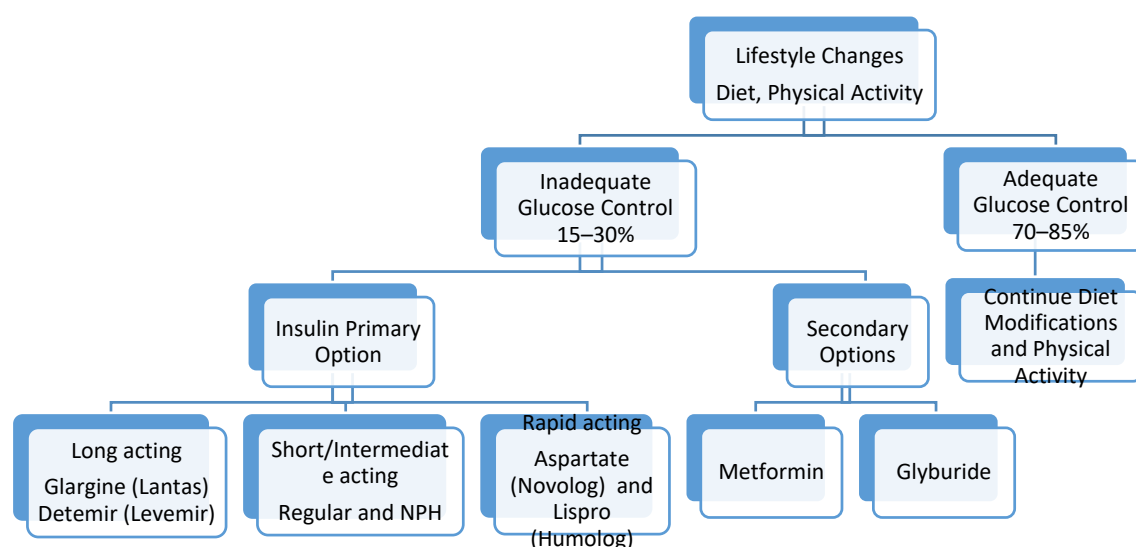 Lifestyle Changes
Diet, Physical Activity
Inadequate
Glucose Control
15–30%
Adequate
Glucose Control
70–85%
Insulin Primary
Option
Secondary
Options
Continue Diet
Modifications
and Physical
Activity
Long acting
Glargine (Lantas)
Detemir (Levemir)
Short/Intermediat
e acting
Regular and NPH
Rapid acting
Aspartate
(Novolog) and
Lispro
(Humolog)
Metformin
Glyburide